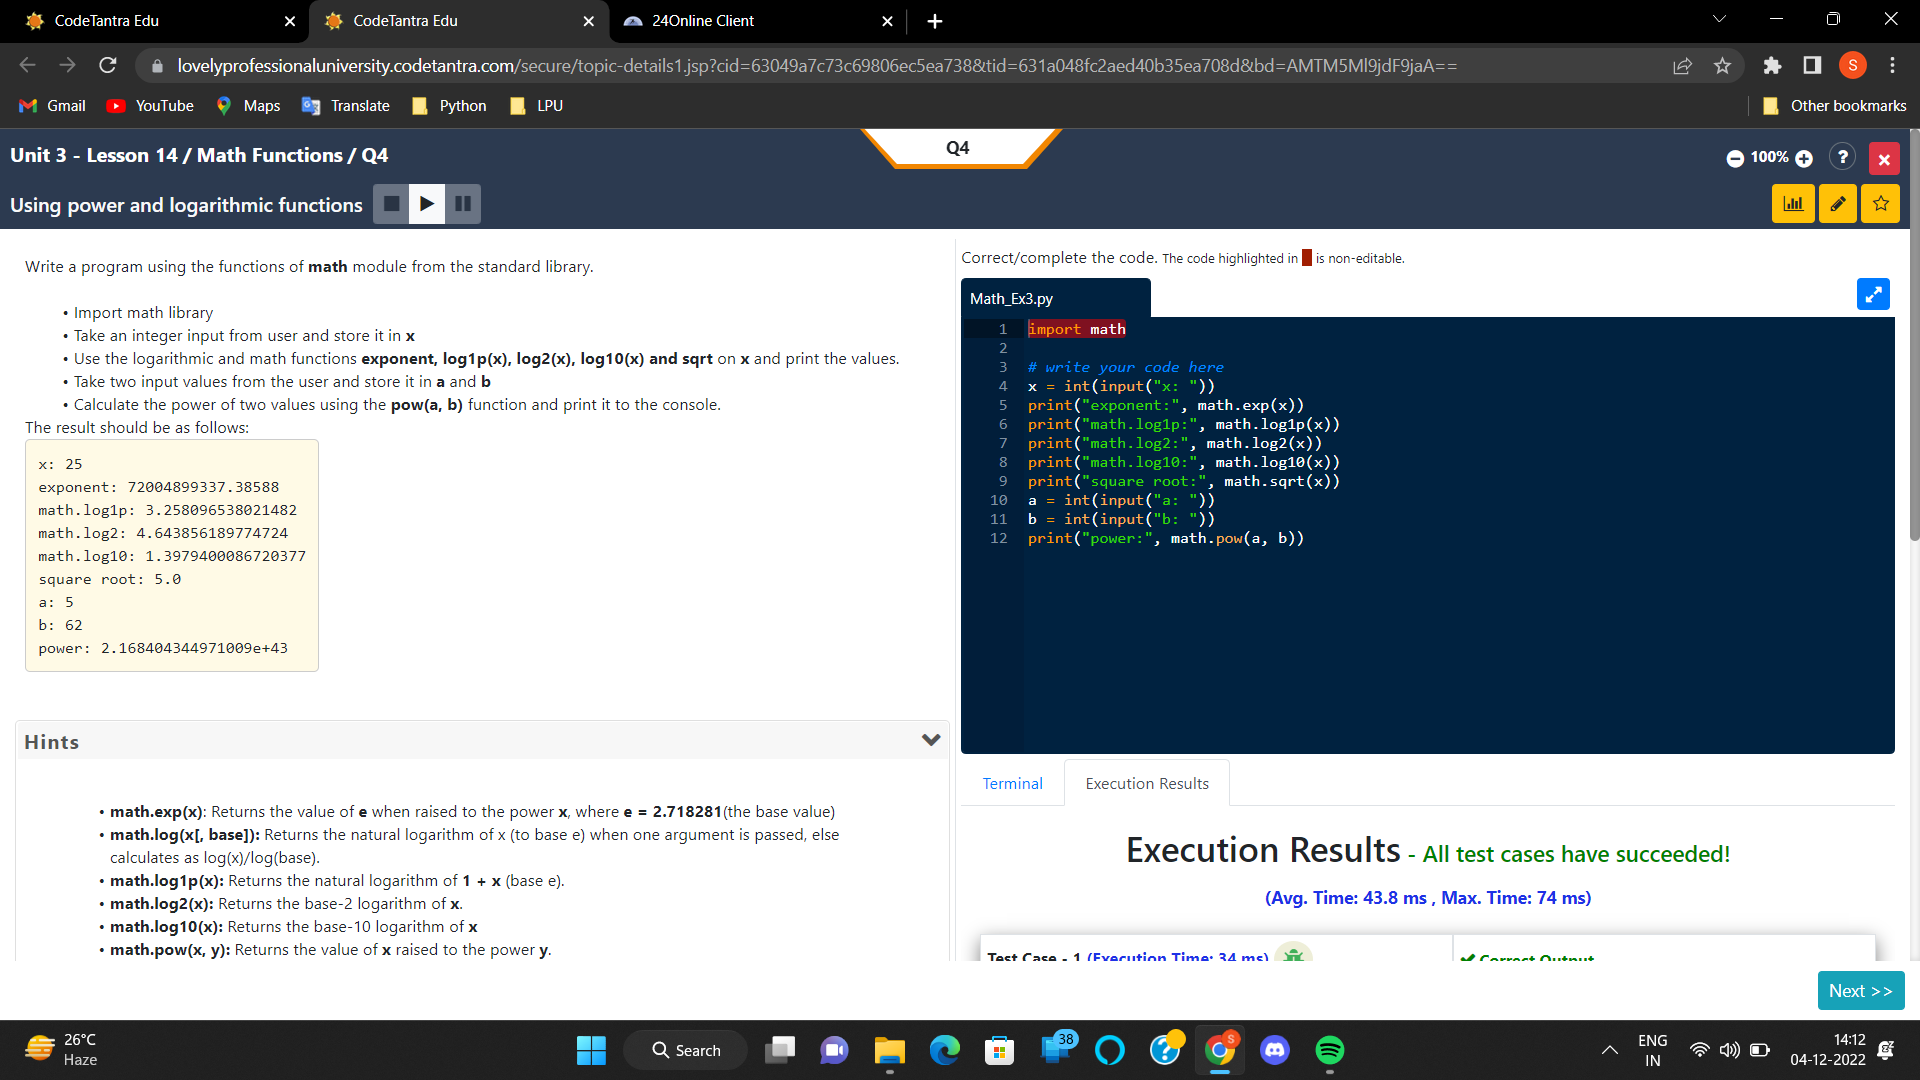 CodeTantra Edu
CodeTantra Edu
24Online Client
lovelyprofessionaluniversity.codetantra.com/secure/topic-details1.jsp?cid=63049a7c73c69806ec5ea738&tid=631a048fc2aed40b35ea708d&bd=AMTM5Ml9jdF9jaA==
S
Gmail
YouTube
Maps
Translate
Python
LPU
Other bookmarks
Unit 3 - Lesson 14 / Math Functions / Q4
Q4
100%
?
Using power and logarithmic functions
Write a program using the functions of math module from the standard library.
• Import math library
• Take an integer input from user and store it in x
• Use the logarithmic and math functions exponent, log1p(x), log2(x), log10(x) and sqrt on x and print the values.
• Take two input values from the user and store it in a and b
• Calculate the power of two values using the pow(a, b) function and print it to the console.
The result should be as follows:
x: 25
exponent: 72004899337.38588
math.log1p: 3.258096538021482
math.log2: 4.643856189774724
math.log10: 1.3979400086720377
square root: 5.0
a: 5
b: 62
power: 2.168404344971009e+43
Hints
• math.exp(x): Returns the value of e when raised to the power x, where e = 2.718281(the base value)
• math.log(x[, base]): Returns the natural logarithm of x (to base e) when one argument is passed, else
calculates as log(x)/log(base).
• math.log1p(x): Returns the natural logarithm of 1 + x (base e).
• math.log2(x): Returns the base-2 logarithm of x.
• math.log10(x): Returns the base-10 logarithm of x
• math.pow(x, y): Returns the value of x raised to the power y.
Correct/complete the code. The code highlighted in is non-editable.
Math_Ex3.py
1 import math
2
3 # write your code here
4 x = int(input("x: "))
5 print("exponent:", math.exp(x))
6 print("math.log1p:", math.log1p(x))
7 print("math.log2:", math.log2(x))
8 print("math.log10:", math.log10(x))
9 print("square root:", math.sqrt(x))
10 a = int(input("a: "))
11 b = int(input("b: "))
12 print("power:", math.pow(a, b))
Terminal
Execution Results
Execution Results - All test cases have succeeded!
(Avg. Time: 43.8 ms , Max. Time: 74 ms)
Test Case - 1 (Execution Time: 34 ms)
Correct Output
Next >>
26°C
Haze
Search
38
S
ENG
IN
14:12
04-12-2022